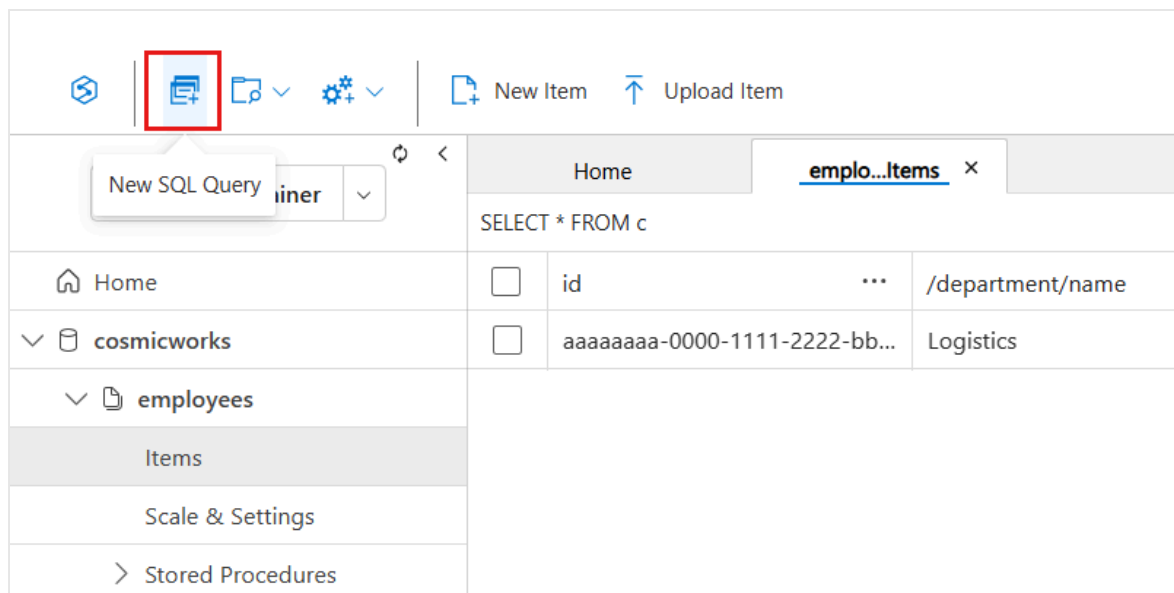 New Item
Upload Item
New SQL Query
Home
emplo...Items
SELECT * FROM c
Home
id
...
/department/name
cosmicworks
aaaaaaaa-0000-1111-2222-bb...
Logistics
employees
Items
Scale & Settings
Stored Procedures